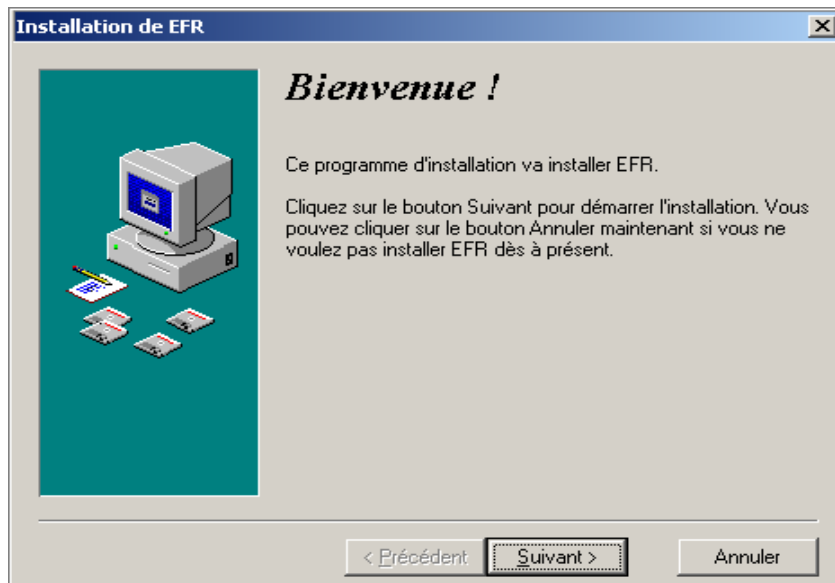 Installation de EFR
Bienvenue !
Ce programme d'installation va installer EFR.
Cliquez sur le bouton Suivant pour démarrer l'installation. Vous
pouvez cliquer sur le bouton Annuler maintenant si vous ne
voulez pas installer EFR dès à présent.
< Précédent
Suivant >
Annuler